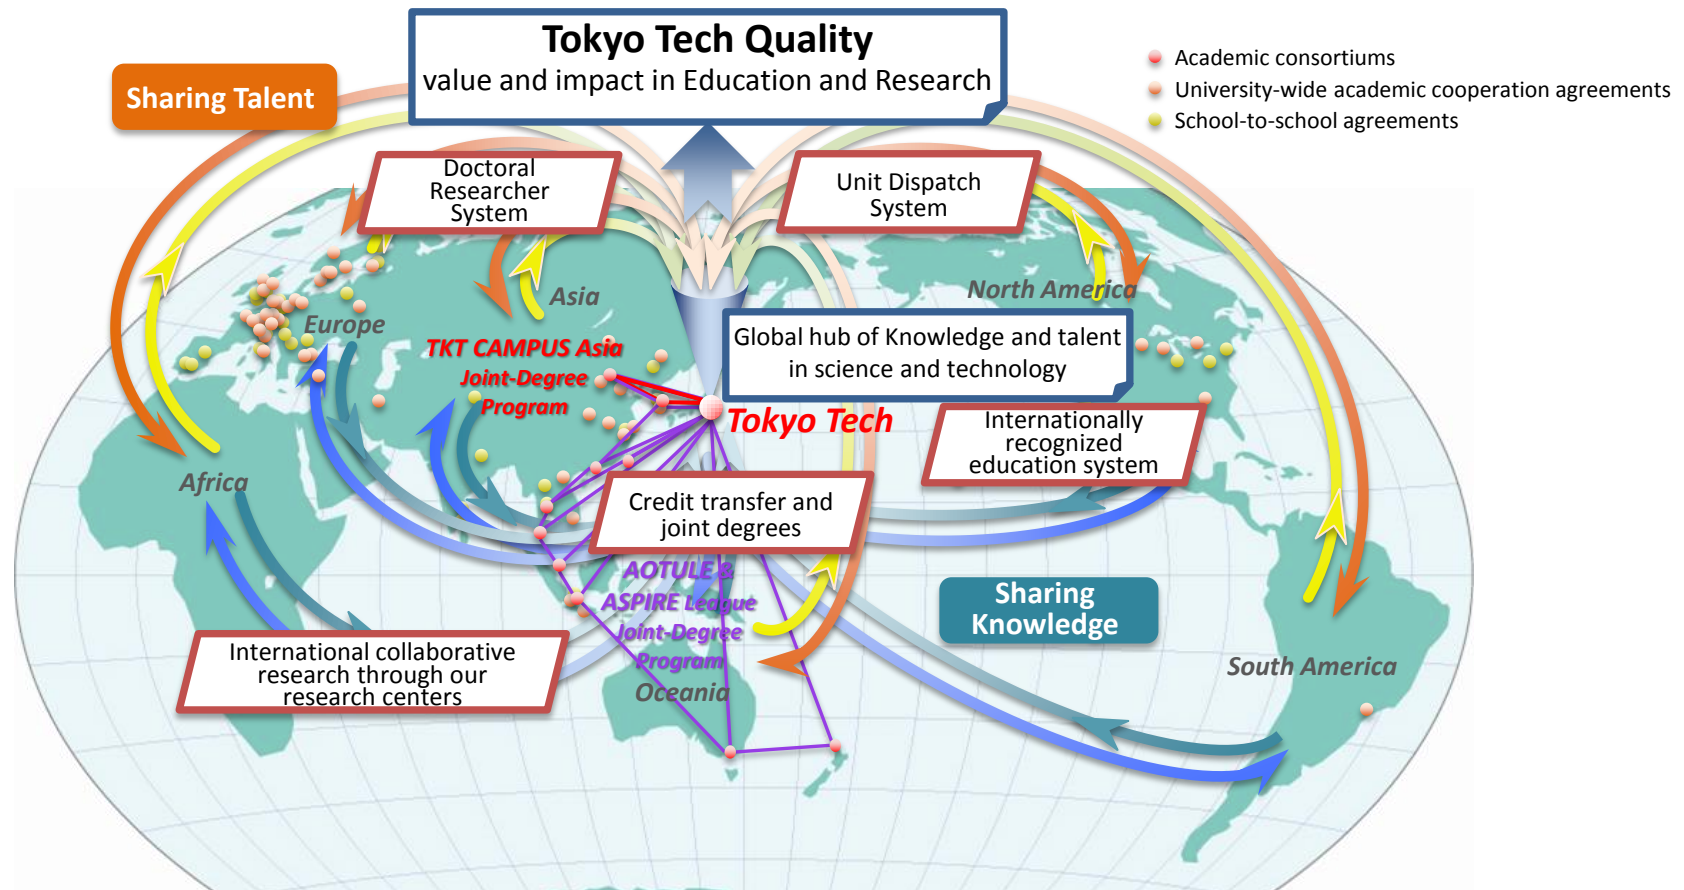 Tokyo Tech Quality
value and impact in Education and Research
Sharing Talent
Academic consortiums
University-wide academic cooperation agreements
School-to-school agreements
Doctoral
Researcher
System
Unit Dispatch
System
Asia
North America
Europe
Global hub of Knowledge and talent
in science and technology
TKT CAMPUS Asia
Joint-Degree
Program
Tokyo Tech
Internationally
recognized
education system
Africa
Credit transfer and
joint degrees
AOTULE &
ASPIRE League
Joint-Degree
Program
Oceania
Sharing
Knowledge
International collaborative
research through our
research centers
South America